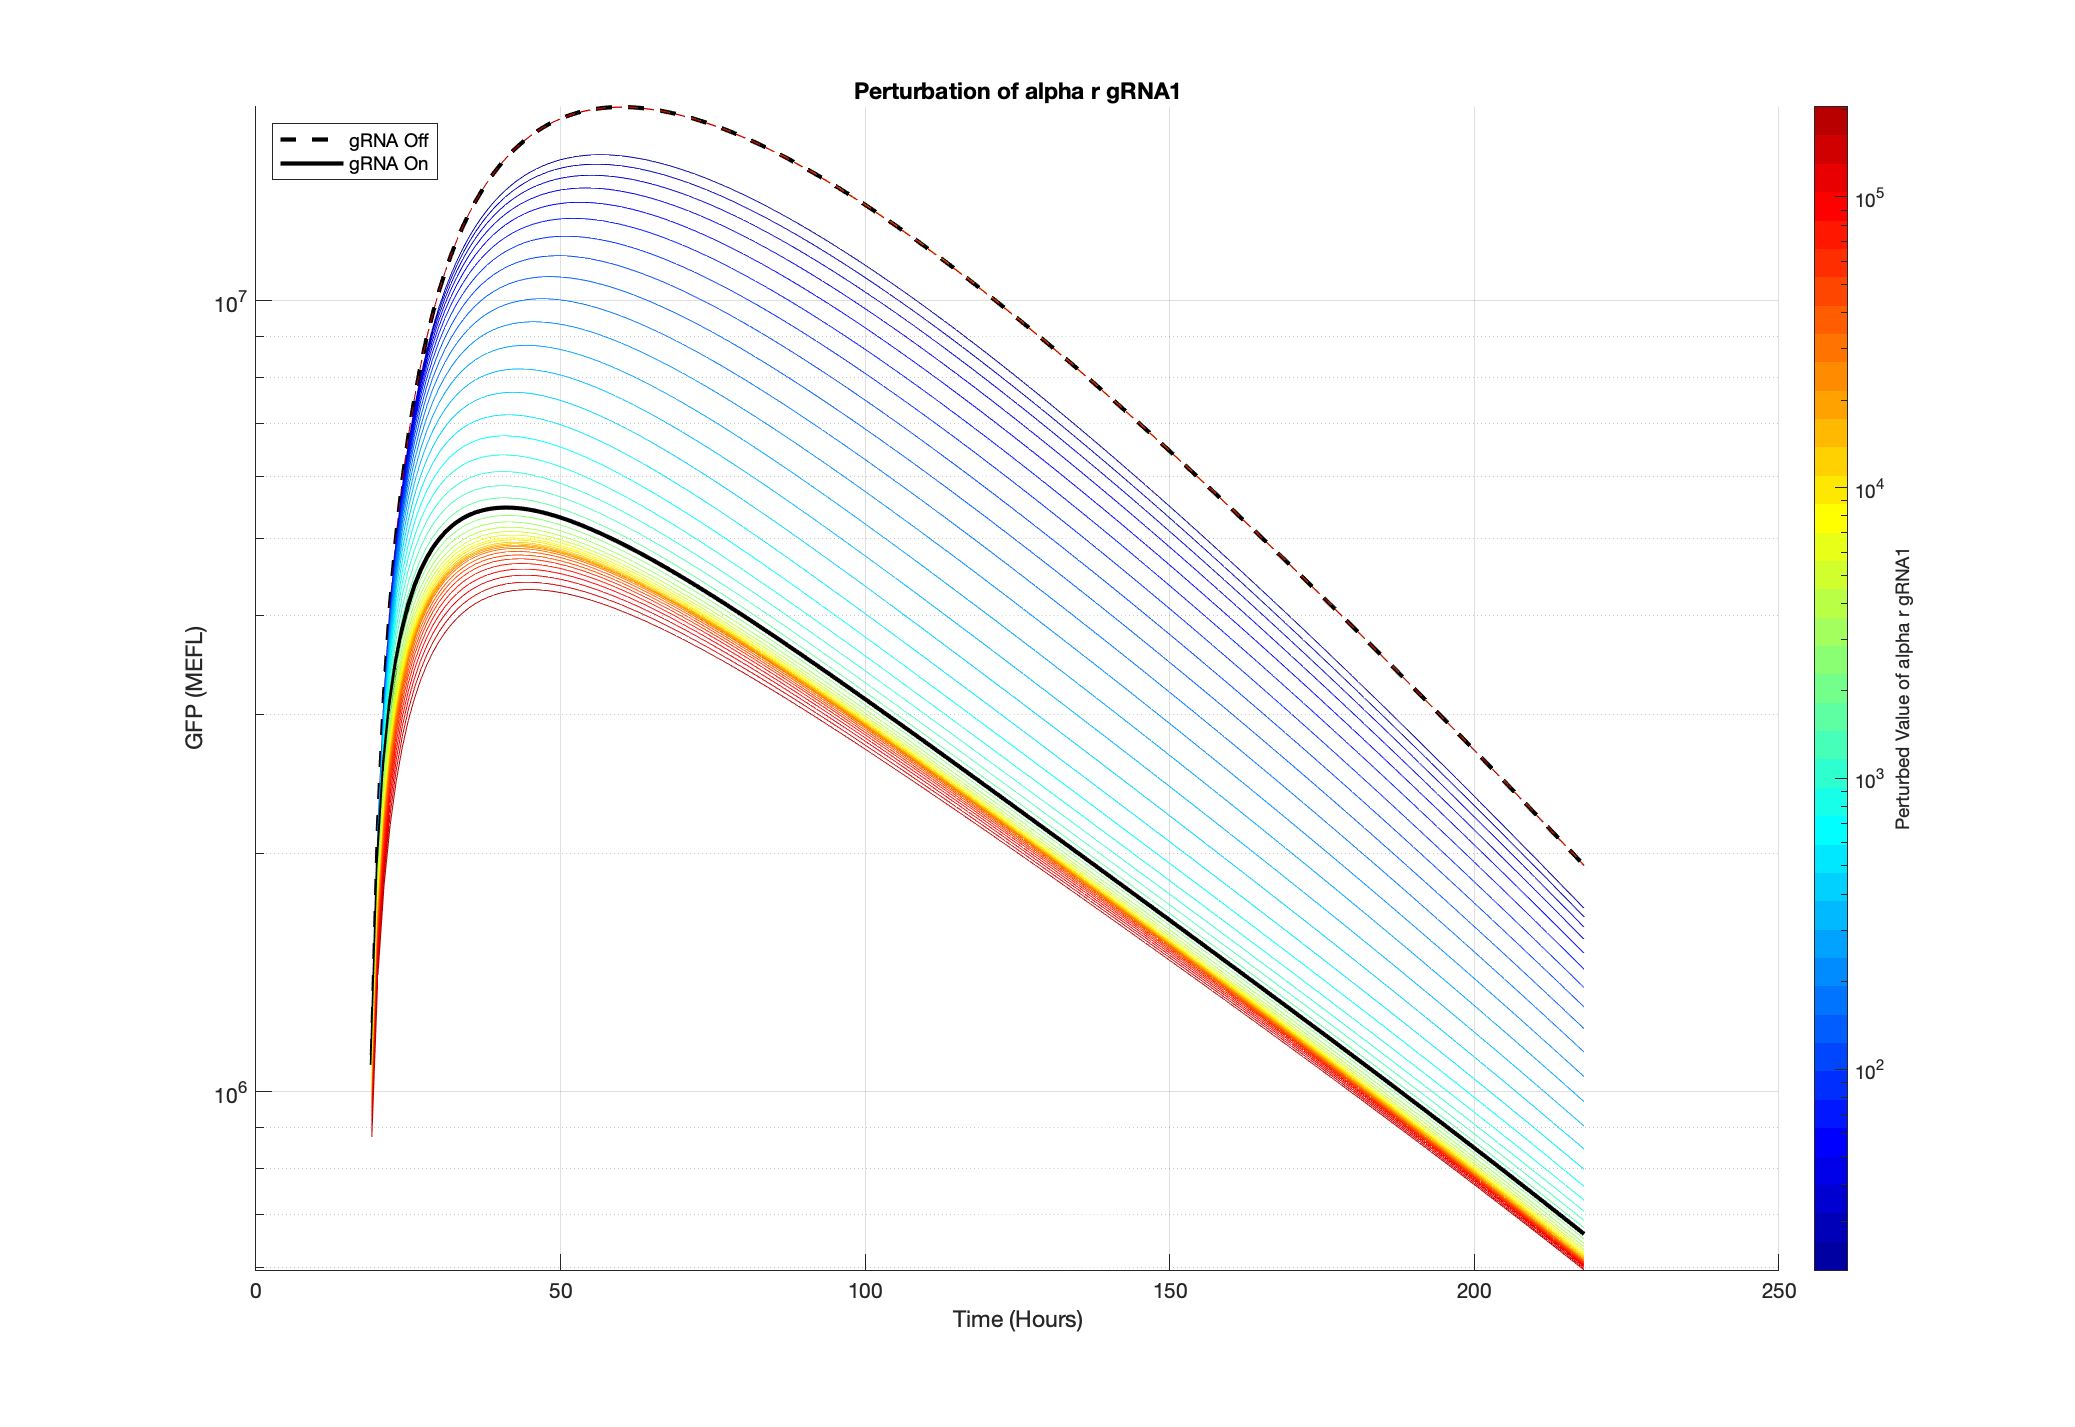 Perturbation of alpha r gRNA1
gRNA Off
gRNA On
10^7
10^6
GFP (MEFL)
0 50 100 150 200 250
Time (Hours)
10^5
10^4
10^3
10^2
Perturbed Value of alpha r gRNA1